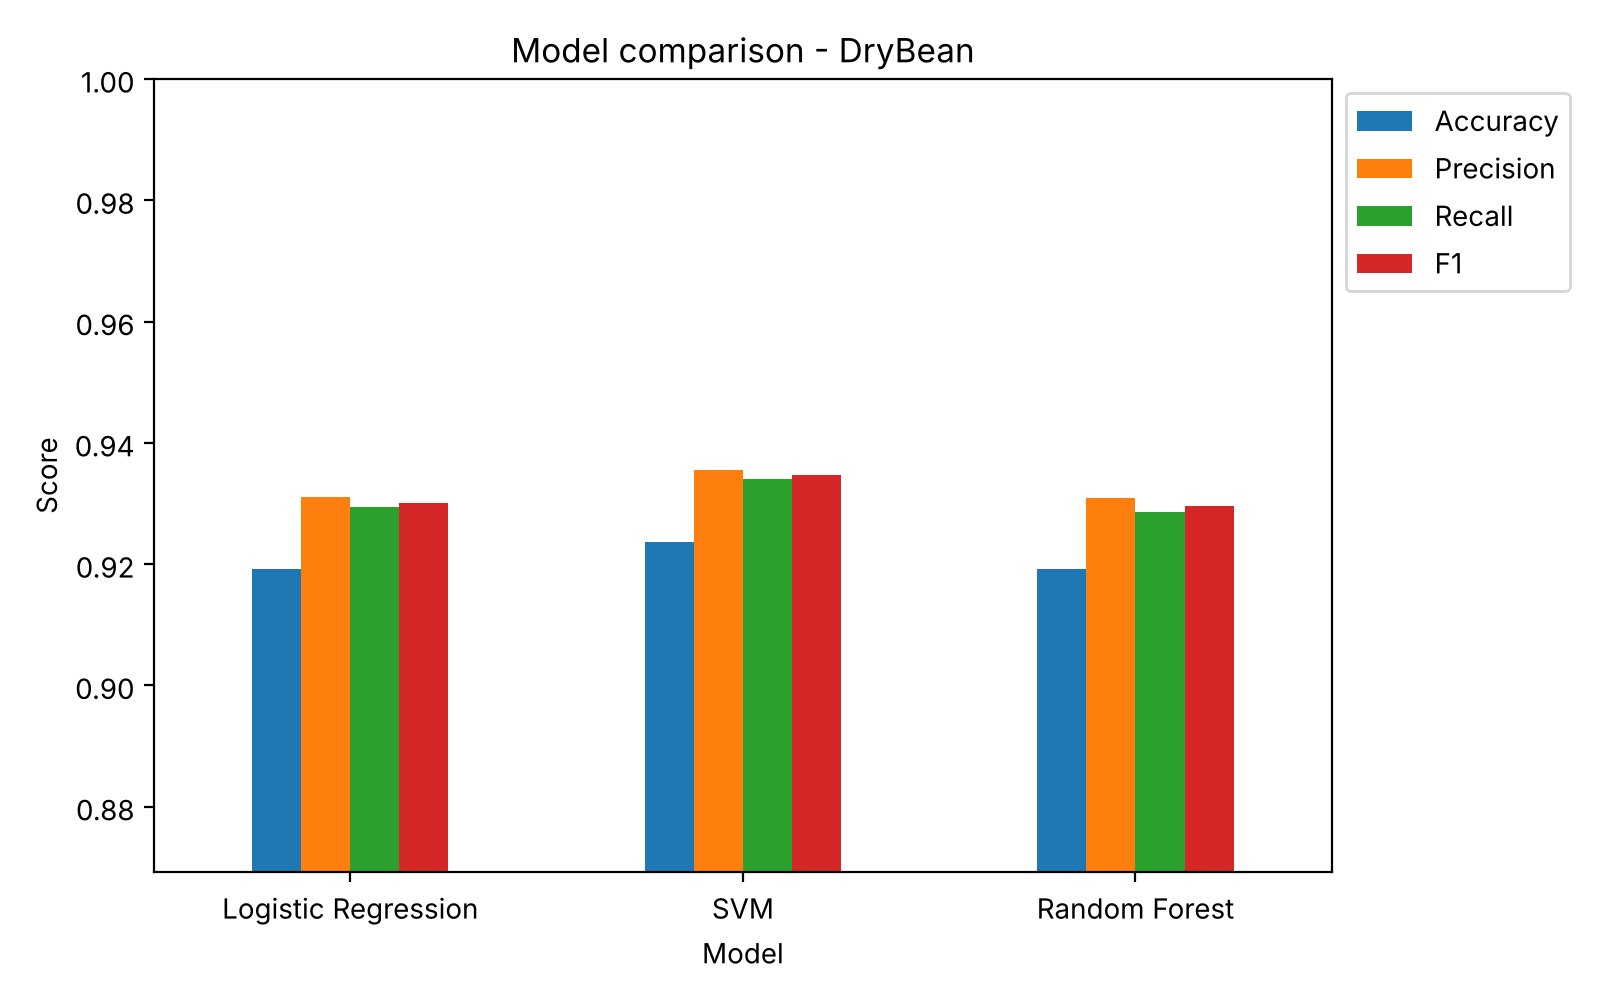 Model comparison - DryBean
1.00
0.98
0.96
0.94
0.92
0.90
0.88
Score
Logistic Regression
SVM
Random Forest
Model
Accuracy
Precision
Recall
F1